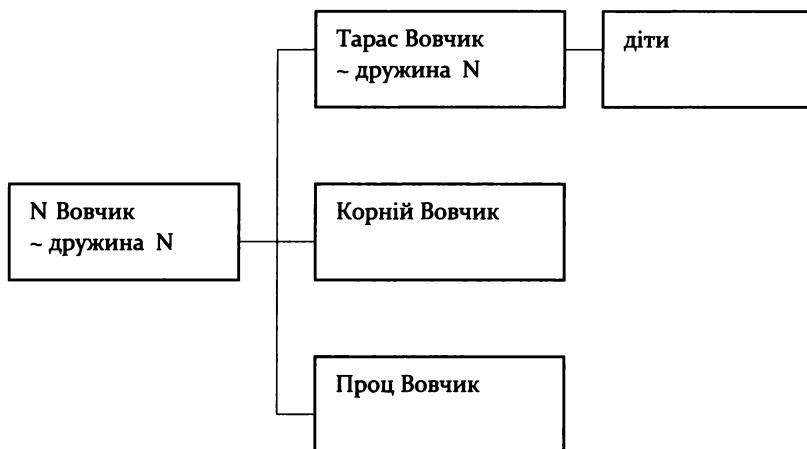 Тарас Вовчик
~ дружина N
діти
N Вовчик
~ дружина N
Корній Вовчик
Проц Вовчик